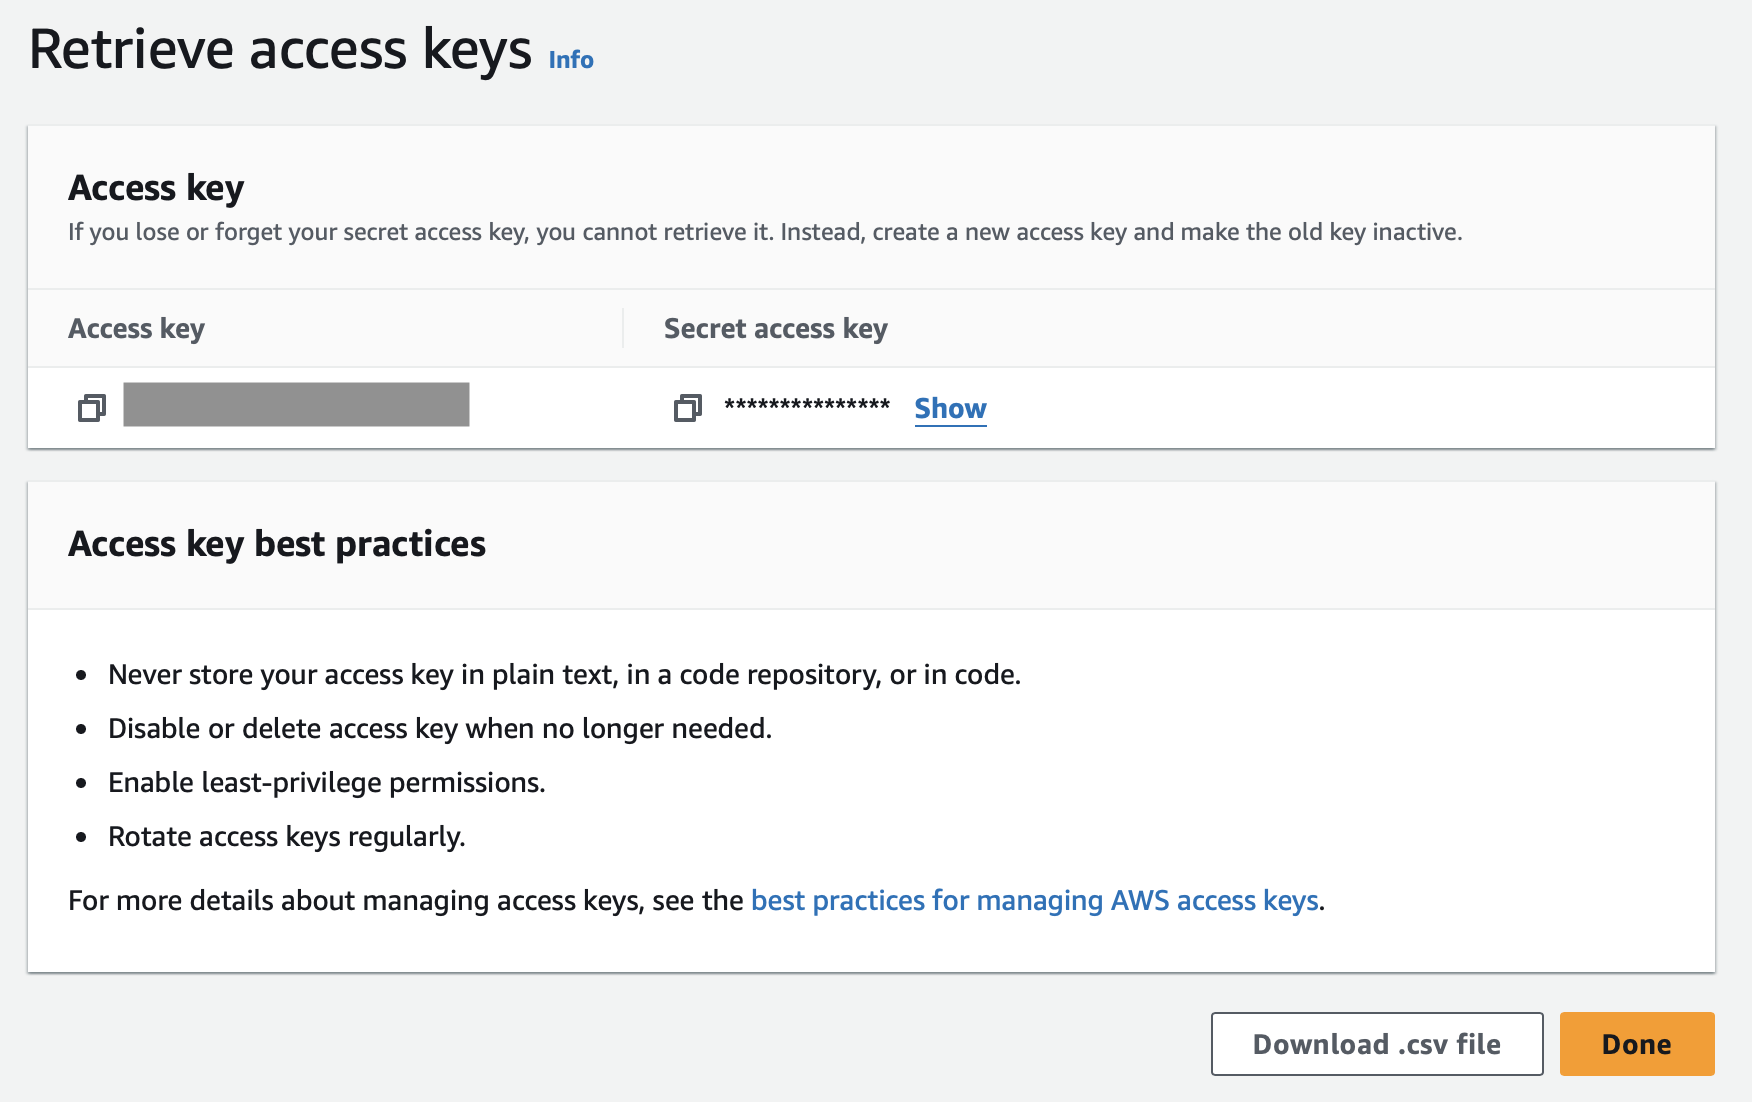 Retrieve access keys Info
Access key
If you lose or forget your secret access key, you cannot retrieve it. Instead, create a new access key and make the old key inactive.
Access key
Secret access key
*************** Show
Access key best practices
• Never store your access key in plain text, in a code repository, or in code.
• Disable or delete access key when no longer needed.
• Enable least-privilege permissions.
• Rotate access keys regularly.
For more details about managing access keys, see the best practices for managing AWS access keys.
Download .csv file
Done